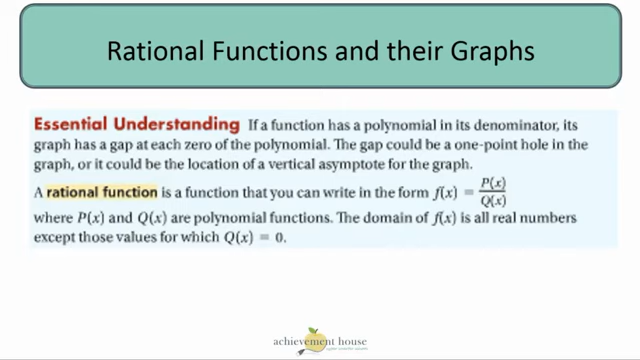 Rational Functions and their Graphs
Essential Understanding If a function has a polynomial in its denominator, its
graph has a gap at each zero of the polynomial. The gap could be a one-point hole in the
graph, or it could be the location of a vertical asymptote for the graph.
A rational function is a function that you can write in the form f(x) = P(x)/Q(x)
where P(x) and Q(x) are polynomial functions. The domain of f(x) is all real numbers
except those values for which Q(x) = 0.
achievement house